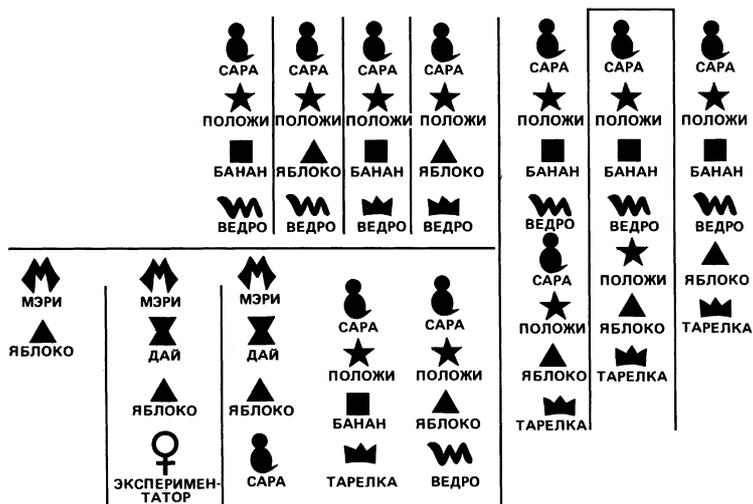 САРА САРА САРА САРА САРА САРА САРА
ПОЛОЖИ ПОЛОЖИ ПОЛОЖИ ПОЛОЖИ ПОЛОЖИ ПОЛОЖИ ПОЛОЖИ
БАНАН ЯБЛОКО БАНАН ЯБЛОКО БАНАН БАНАН БАНАН
ВЕДРО ВЕДРО ВЕДРО ВЕДРО ВЕДРО ВЕДРО ВЕДРО
САРА ПОЛОЖИ ЯБЛОКО
ПОЛОЖИ ЯБЛОКО ТАРЕЛКА
ЯБЛОКО ТАРЕЛКА
ТАРЕЛКА
МЭРИ МЭРИ МЭРИ САРА САРА
ЯБЛОКО ДАЙ ДАЙ ПОЛОЖИ ПОЛОЖИ
ЯБЛОКО ЯБЛОКО БАНАН ЯБЛОКО
ЭКСПЕРИМЕН-
ТАТОР САРА ТАРЕЛКА ВЕДРО